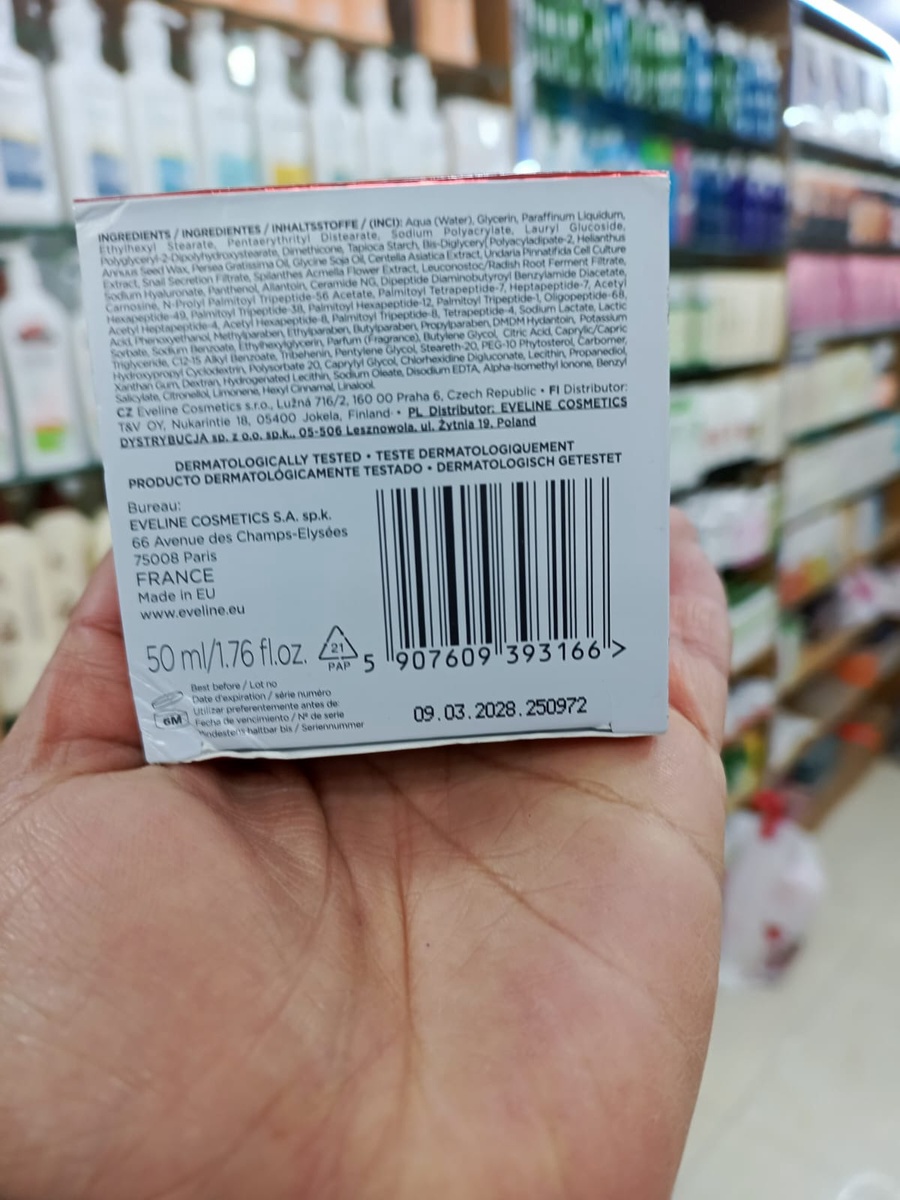 INGREDIENTS / INGREDIENTES / INHALTSSTOFFE / (INCI): Aqua (Water), Glycerin, Paraffinum Liquidum,
Ethylhexyl Stearate, Pentaerythrityl Distearate, Sodium Polyacrylate, Lauryl Glucoside,
Polyglyceryl-2-Dipolyhydroxystearate, Dimethicone, Tapioca Starch, Bis-Diglyceryl Polyacyladipate-2, Helianthus
Annuus Seed Wax, Persea Gratissima Oil, Glycine Soja Oil, Centella Asiatica Extract, Undaria Pinnatifida Cell Culture
Extract, Snail Secretion Filtrate, Spilanthes Acmella Flower Extract, Leuconostoc/Radish Root Ferment Filtrate,
Sodium Hyaluronate, Panthenol, Allantoin, Ceramide NG, Dipeptide Diaminobutyroyl Benzylamide Diacetate,
Carnosine, N-Prolyl Palmitoyl Tripeptide-56 Acetate, Palmitoyl Tetrapeptide-7, Heptapeptide-7, Acetyl
Hexapeptide-49, Palmitoyl Tripeptide-38, Palmitoyl Hexapeptide-12, Palmitoyl Tripeptide-1, Oligopeptide-68,
Acetyl Heptapeptide-4, Acetyl Hexapeptide-8, Palmitoyl Tripeptide-8, Tetrapeptide-4, Sodium Lactate, Lactic
Acid, Phenoxyethanol, Methylparaben, Ethylparaben, Butylparaben, Propylparaben, DMDM Hydantoin, Potassium
Sorbate, Sodium Benzoate, Ethylhexylglycerin, Parfum (Fragrance), Butylene Glycol, Citric Acid, Caprylic/Capric
Triglyceride, C12-15 Alkyl Benzoate, Tribehenin, Pentylene Glycol, Steareth-20, PEG-10 Phytosterol, Carbomer,
Hydroxypropyl Cyclodextrin, Polysorbate 20, Caprylyl Glycol, Chlorhexidine Digluconate, Lecithin, Propanediol,
Xanthan Gum, Dextran, Hydrogenated Lecithin, Sodium Oleate, Disodium EDTA, Alpha-Isomethyl Ionone, Benzyl
Salicylate, Citronellol, Limonene, Hexyl Cinnamal, Linalool.
CZ Eveline Cosmetics s.r.o., Lužná 716/2, 160 00 Praha 6, Czech Republic • FI Distributor:
T&V OY, Nukarintie 18, 05400 Jokela, Finland • PL Distributor: EVELINE COSMETICS
DYSTRYBUCJA sp. z o.o. sp.k., 05-506 Lesznowola, ul. Żytnia 19, Poland
DERMATOLOGICALLY TESTED • TESTE DERMATOLOGIQUEMENT
PRODUCTO DERMATOLÓGICAMENTE TESTADO • DERMATOLOGISCH GETESTET
Bureau:
EVELINE COSMETICS S.A. sp.k.
66 Avenue des Champs-Elysées
75008 Paris
FRANCE
Made in EU
www.eveline.eu
50 ml/1.76 fl.oz.
21
PAP
5 907609 393166 >
6M
Best before / Lot no
Date d'expiration / série numéro
Utilizar preferentemente antes de:
Fecha de vencimiento / Nº de serie
Mindestens haltbar bis / Seriennummer
09.03.2028.250972